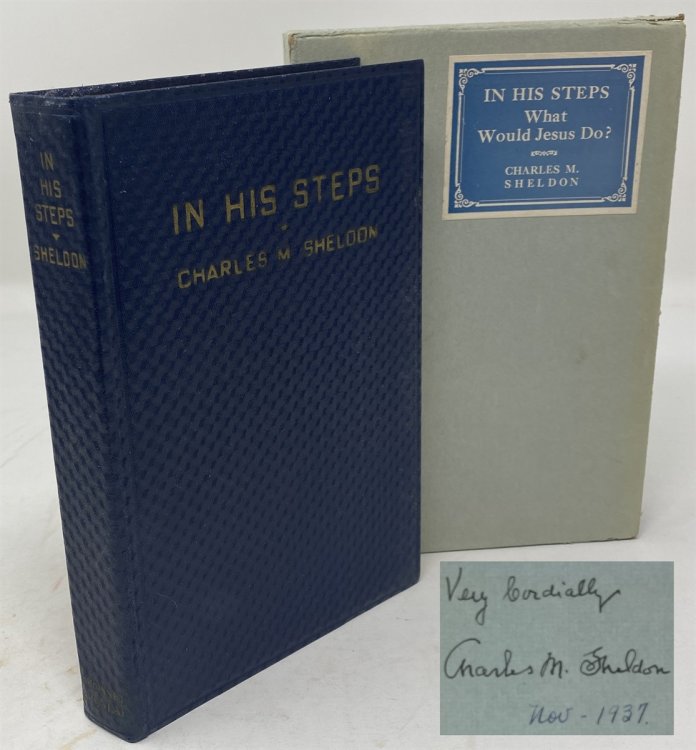 IN
HIS
STEPS
SHELDON
IN HIS STEPS
CHARLES M SHELDON
IN HIS STEPS
What
Would Jesus Do?
CHARLES M.
SHELDON
Very Cordially
Charles M. Sheldon
Nov - 1937.